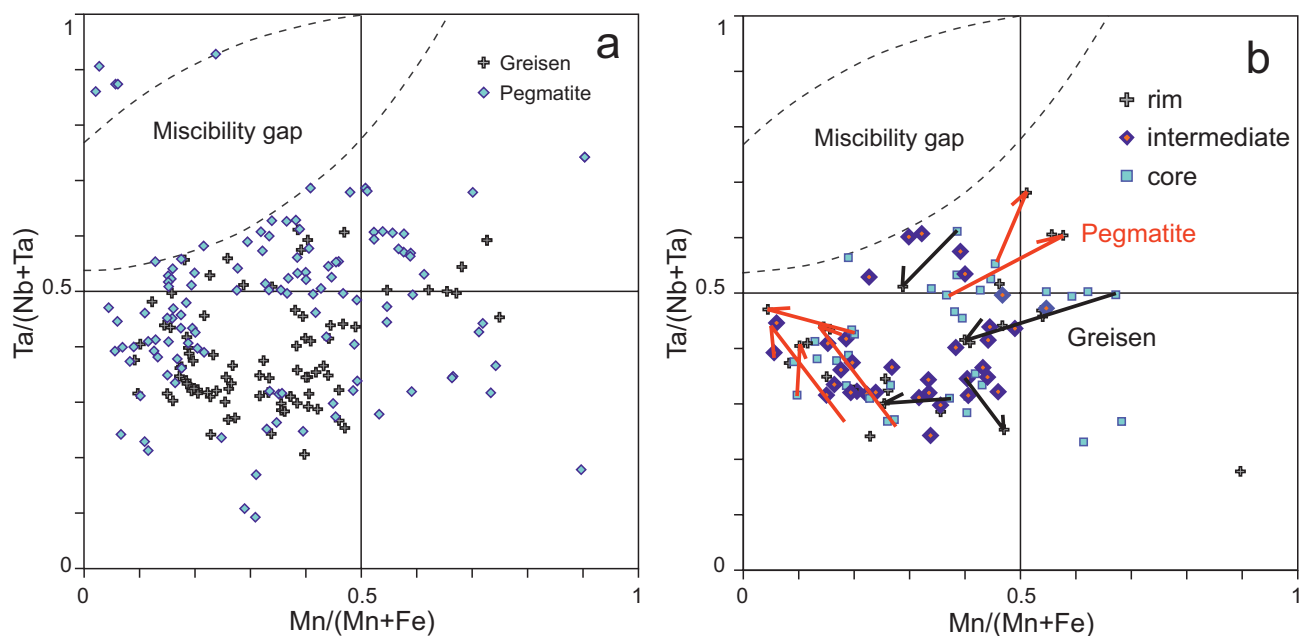 a
Greisen
Pegmatite
Miscibility gap
1
0.5
0
0
0.5
1
Ta/(Nb+Ta)
Mn/(Mn+Fe)
b
rim
intermediate
core
Miscibility gap
Pegmatite
Greisen
1
0.5
0
0
0.5
1
Ta/(Nb+Ta)
Mn/(Mn+Fe)